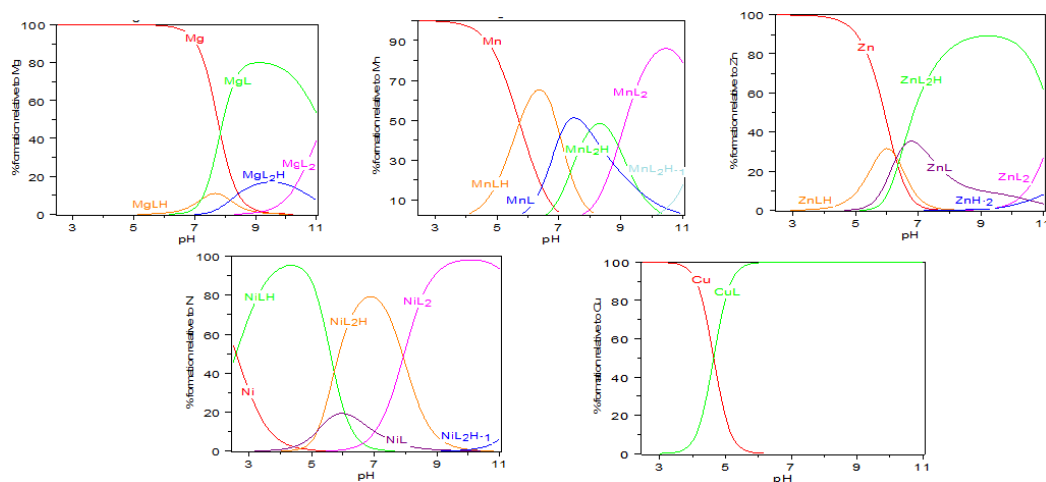 % formation relative to Mg
100
80
60
40
20
0
3
5
7
9
11
pH
Mg
MgL
MgL2H
MgL2
MgLH
% formation relative to Mn
90
70
50
30
10
3
5
7
9
11
pH
Mn
MnL2
MnLH
MnL2H
MnL
MnL2H-1
% formation relative to Zn
100
80
60
40
20
0
3
5
7
9
11
pH
Zn
ZnL2H
ZnL
ZnL2
ZnLH
ZnH-2
% formation relative to Ni
100
80
60
40
20
0
3
5
7
9
11
pH
NiLH
NiL2
NiL2H
Ni
NiL
NiL2H-1
% formation relative to Cu
100
80
60
40
20
0
3
5
7
9
11
pH
Cu
CuL